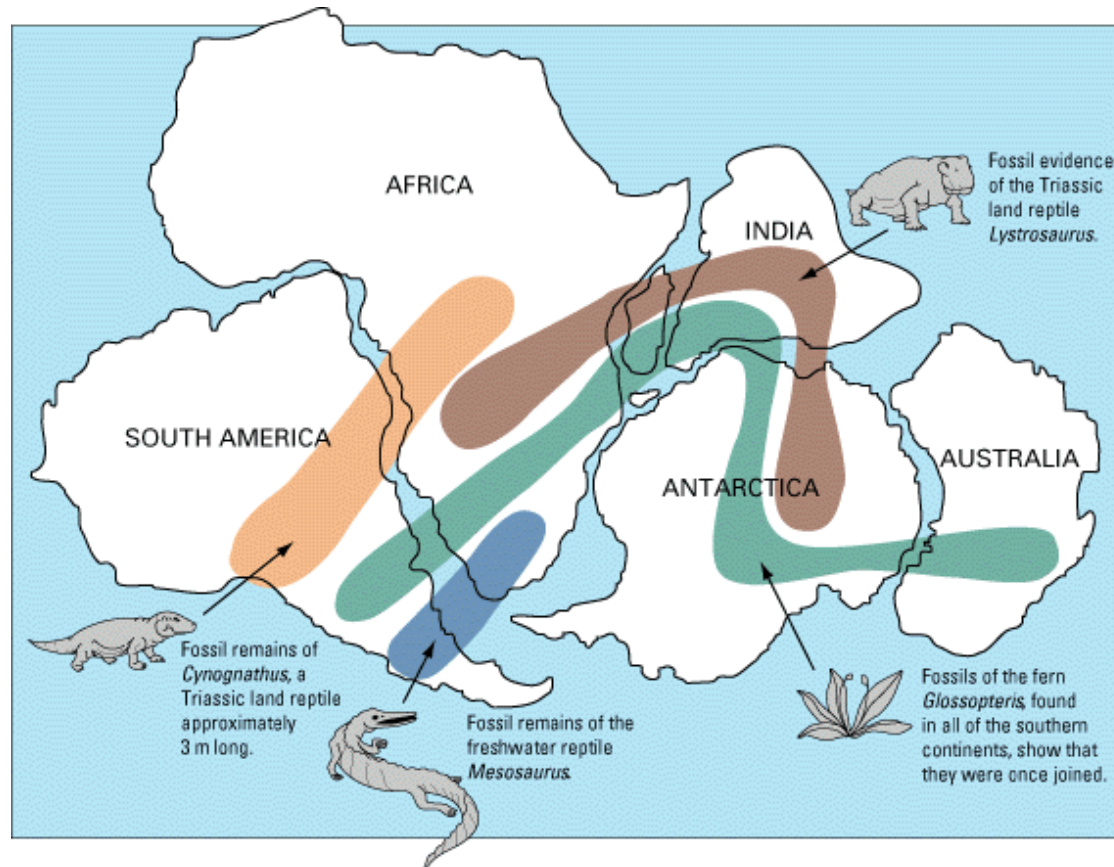 AFRICA
INDIA
Fossil evidence
of the Triassic
land reptile
Lystrosaurus.
SOUTH AMERICA
ANTARCTICA
AUSTRALIA
Fossil remains of
Cynognathus, a
Triassic land reptile
approximately
3 m long.
Fossil remains of the
freshwater reptile
Mesosaurus.
Fossils of the fern
Glossopteris, found
in all of the southern
continents, show that
they were once joined.